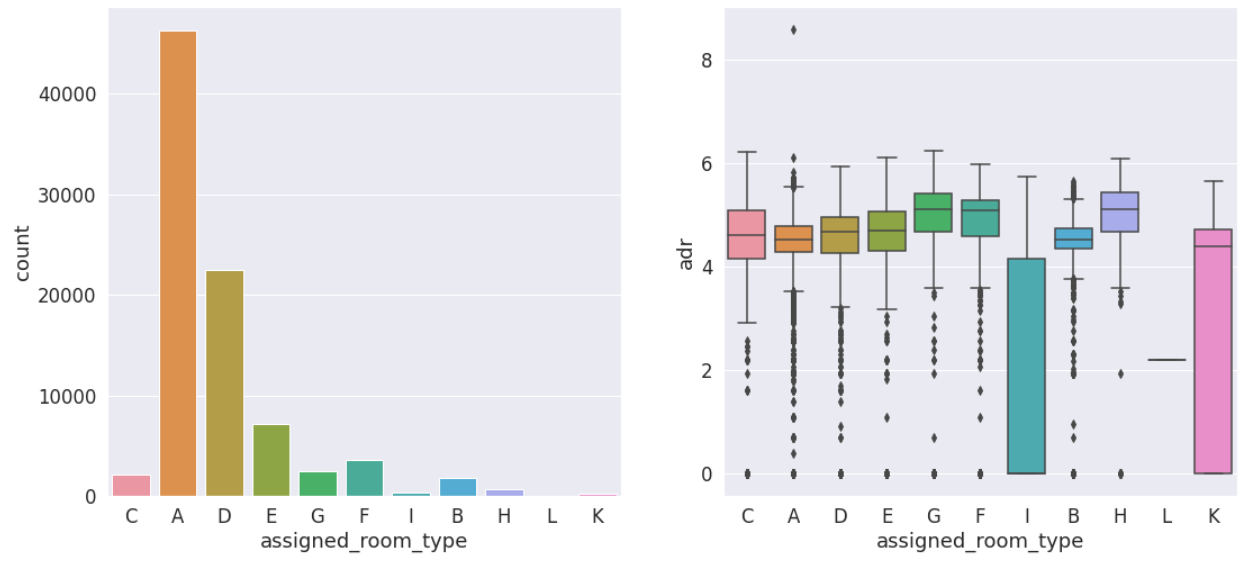 count
40000
30000
20000
10000
0
C A D E G F I B H L K
assigned_room_type
adr
8
6
4
2
0
C A D E G F I B H L K
assigned_room_type